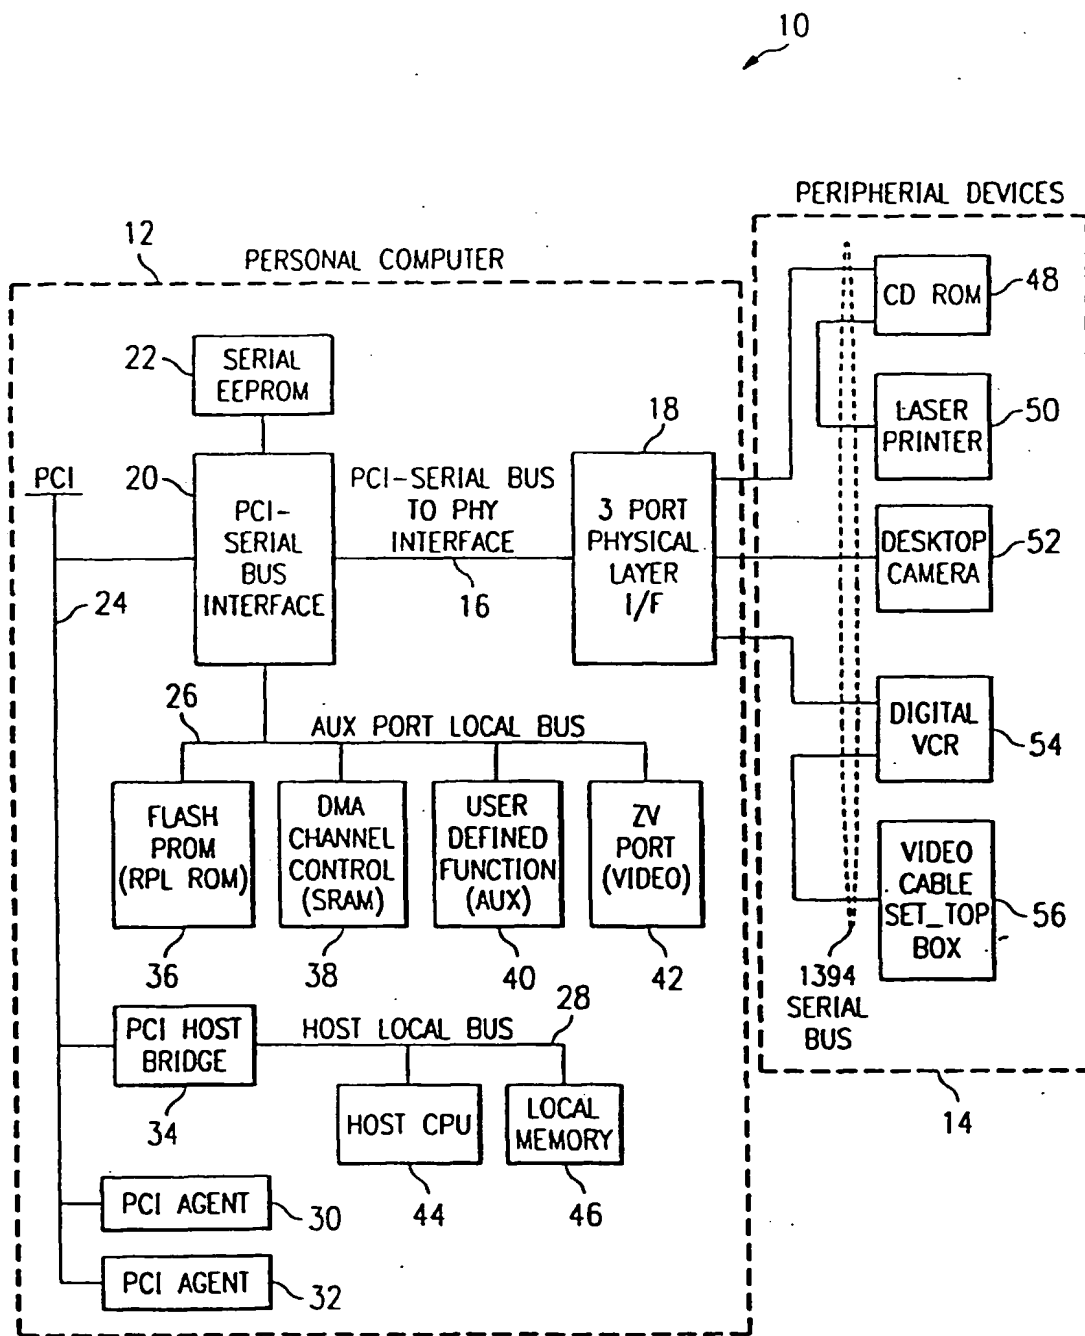 10
PERIPHERIAL DEVICES
12
PERSONAL COMPUTER
CD ROM
48
22
SERIAL
EEPROM
LASER
PRINTER
50
18
PCI
20
PCI-
SERIAL
BUS
INTERFACE
PCI-SERIAL BUS
TO PHY
INTERFACE
16
3 PORT
PHYSICAL
LAYER
I/F
DESKTOP
CAMERA
52
24
26
AUX PORT LOCAL BUS
DIGITAL
VCR
54
FLASH
PROM
(RPL ROM)
36
DMA
CHANNEL
CONTROL
(SRAM)
38
USER
DEFINED
FUNCTION
(AUX)
40
ZV
PORT
(VIDEO)
42
VIDEO
CABLE
SET_TOP
BOX
56
1394
SERIAL
BUS
14
PCI HOST
BRIDGE
34
HOST LOCAL BUS
28
HOST CPU
44
LOCAL
MEMORY
46
PCI AGENT
30
PCI AGENT
32